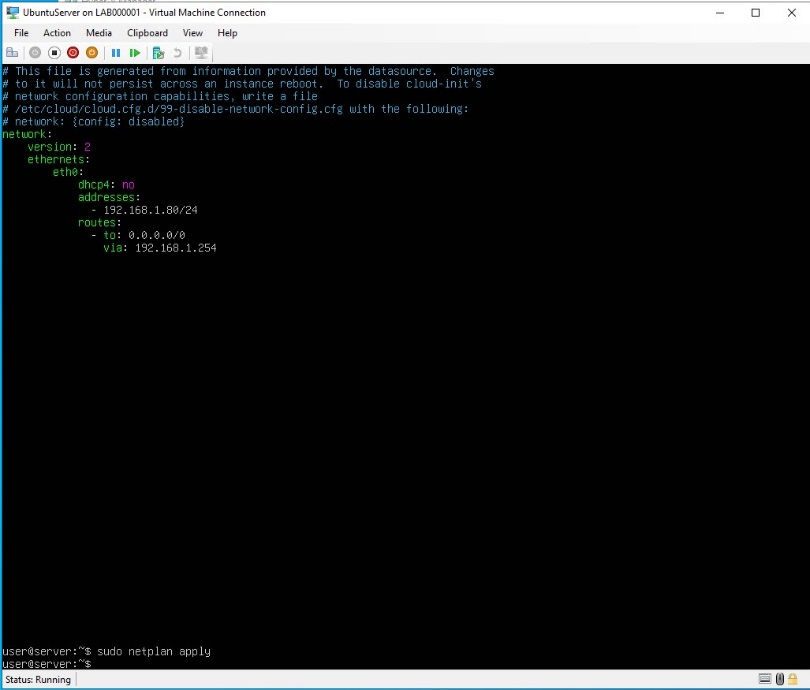 UbuntuServer on LAB000001 - Virtual Machine Connection
File Action Media Clipboard View Help
# This file is generated from information provided by the datasource.  Changes
# to it will not persist across an instance reboot.  To disable cloud-init's
# network configuration capabilities, write a file
# /etc/cloud/cloud.cfg.d/99-disable-network-config.cfg with the following:
# network: {config: disabled}
network:
    version: 2
    ethernets:
        eth0:
            dhcp4: no
            addresses:
              - 192.168.1.80/24
            routes:
              - to: 0.0.0.0/0
                via: 192.168.1.254
user@server:~$ sudo netplan apply
user@server:~$
Status: Running